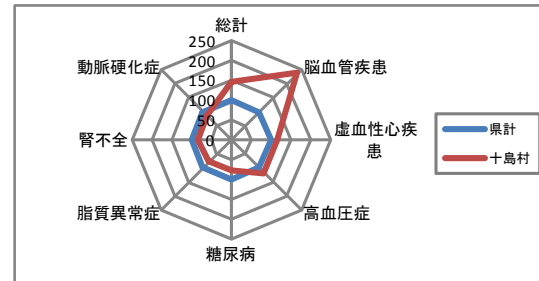 総計
250
200
150
100
50
0
動脈硬化症
脳血管疾患
腎不全
虚血性心疾
患
県計
十島村
脂質異常症
高血圧症
糖尿病